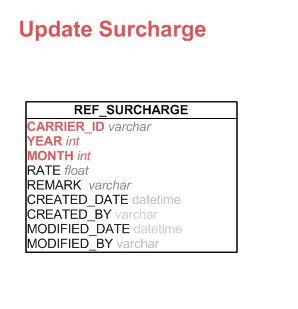 Update Surcharge
REF_SURCHARGE
CARRIER_ID varchar
YEAR int
MONTH int
RATE float
REMARK varchar
CREATED_DATE datetime
CREATED_BY varchar
MODIFIED_DATE datetime
MODIFIED_BY varchar